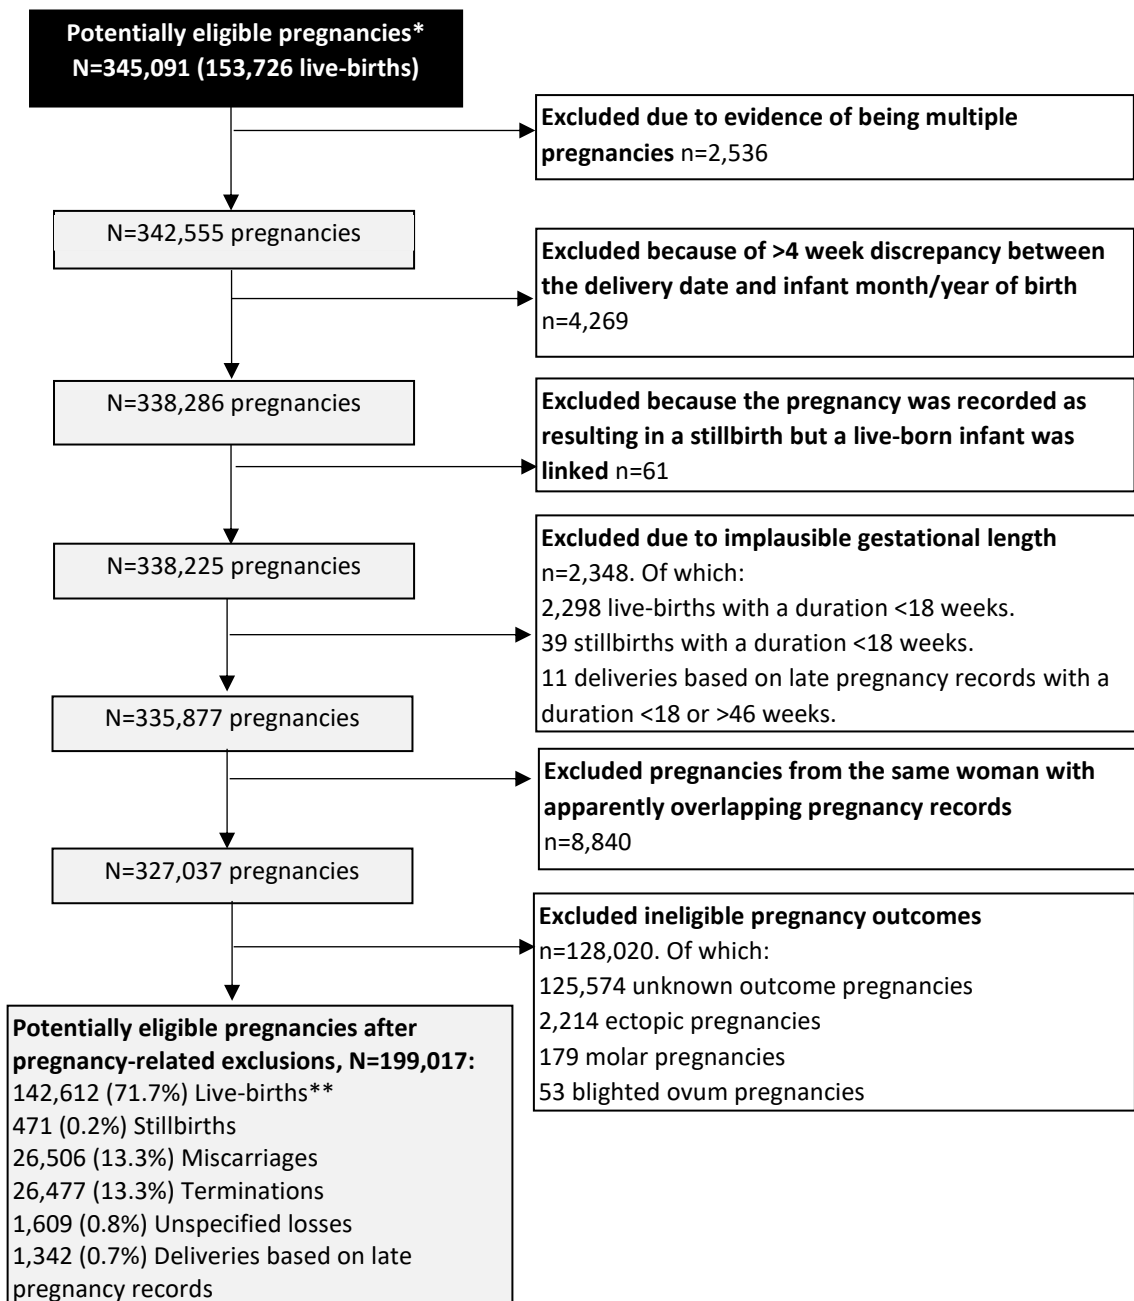 Potentially eligible pregnancies*
N=345,091 (153,726 live-births)
Excluded due to evidence of being multiple
pregnancies n=2,536
N=342,555 pregnancies
Excluded because of >4 week discrepancy between
the delivery date and infant month/year of birth
n=4,269
N=338,286 pregnancies
Excluded because the pregnancy was recorded as
resulting in a stillbirth but a live-born infant was
linked n=61
N=338,225 pregnancies
Excluded due to implausible gestational length
n=2,348. Of which:
2,298 live-births with a duration <18 weeks.
39 stillbirths with a duration <18 weeks.
11 deliveries based on late pregnancy records with a
duration <18 or >46 weeks.
N=335,877 pregnancies
Excluded pregnancies from the same woman with
apparently overlapping pregnancy records
n=8,840
N=327,037 pregnancies
Excluded ineligible pregnancy outcomes
n=128,020. Of which:
125,574 unknown outcome pregnancies
2,214 ectopic pregnancies
179 molar pregnancies
53 blighted ovum pregnancies
Potentially eligible pregnancies after
pregnancy-related exclusions, N=199,017:
142,612 (71.7%) Live-births**
471 (0.2%) Stillbirths
26,506 (13.3%) Miscarriages
26,477 (13.3%) Terminations
1,609 (0.8%) Unspecified losses
1,342 (0.7%) Deliveries based on late
pregnancy records